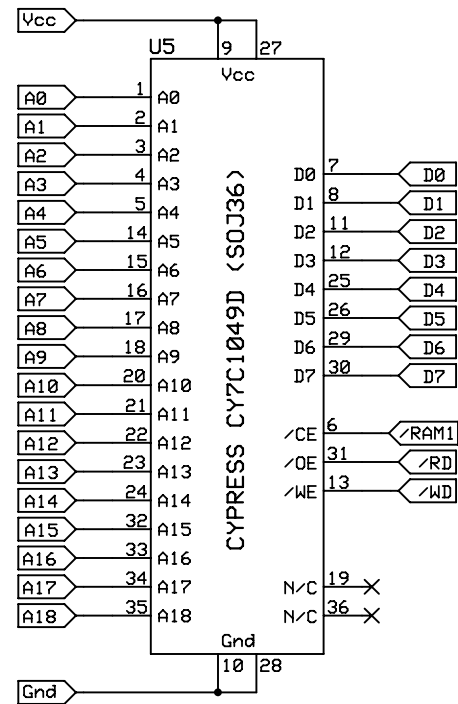 Vcc
U5 9 27
Vcc
A0 1 A0
A1 2 A1
A2 3 A2
A3 4 A3
A4 5 A4
A5 14 A5
A6 15 A6
A7 16 A7
A8 17 A8
A9 18 A9
A10 20 A10
A11 21 A11
A12 22 A12
A13 23 A13
A14 24 A14
A15 32 A15
A16 33 A16
A17 34 A17
A18 35 A18
CYPRESS CY7C1049D (SOJ36)
D0 7 D0
D1 8 D1
D2 11 D2
D3 12 D3
D4 25 D4
D5 26 D5
D6 29 D6
D7 30 D7
/CE 6 /RAM1
/OE 31 /RD
/WE 13 /WD
N/C 19
N/C 36
Gnd
10 28
Gnd